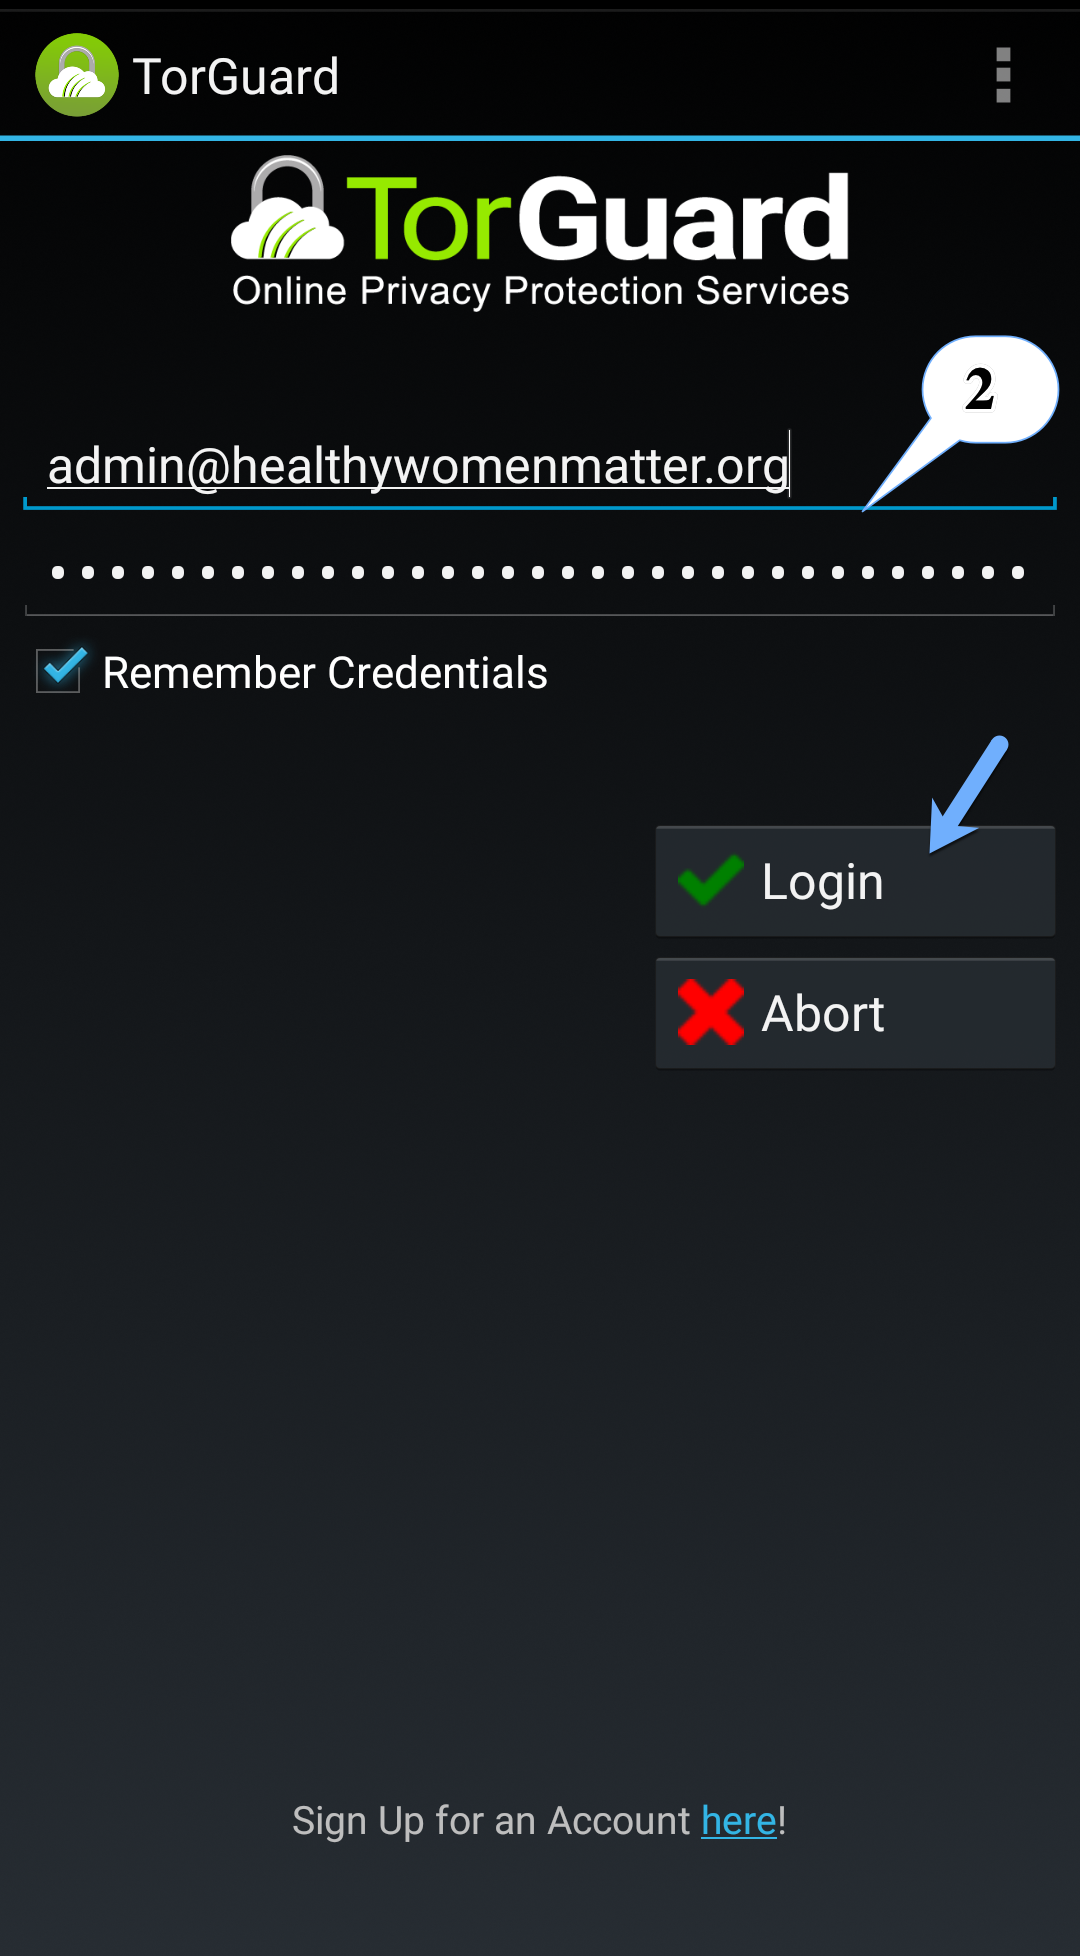 TorGuard
TorGuard
Online Privacy Protection Services
2
admin@healthywomenmatter.org
Remember Credentials
Login
Abort
Sign Up for an Account here!